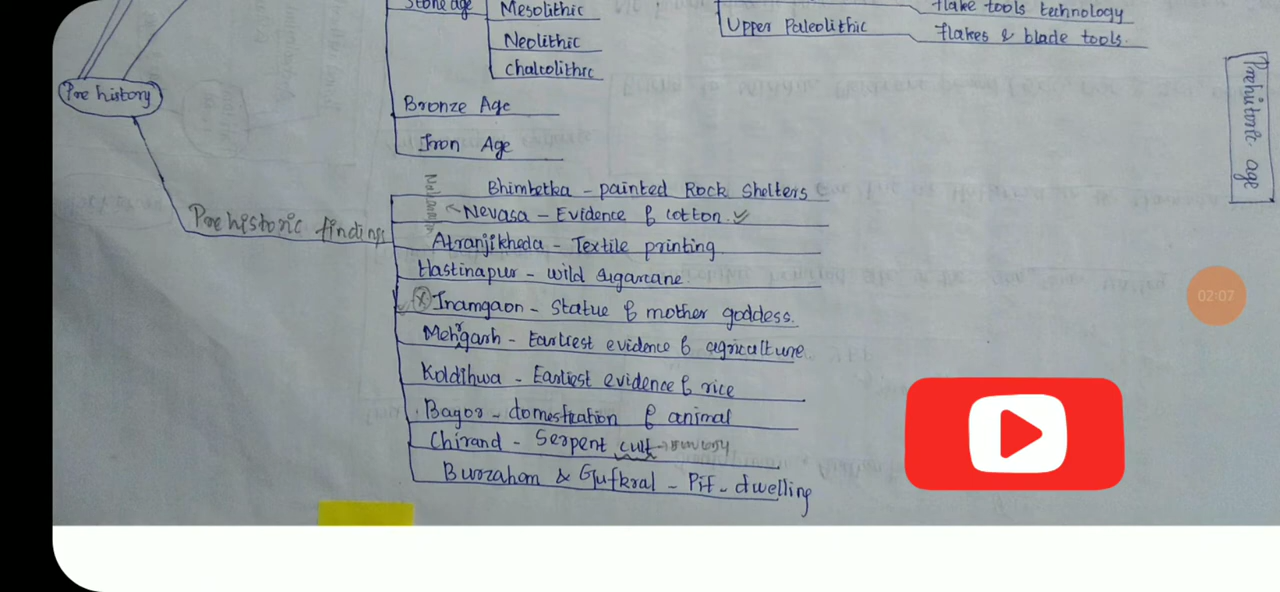 Stone age
Mesolithic
Neolithic
Chalcolithic
flake tools technology
Upper Paleolithic
flakes & blade tools.
Pre history
Prehistoric age
Bronze Age
Iron Age
Prehistoric findings
Bhimbetka - painted Rock Shelters
Nevasa - Evidence of cotton.
Atranjikheda - Textile printing
Hastinapur - wild sugarcane.
Inamgaon - Statue of mother goddess.
Mehrgarh - Earliest evidence of agriculture
Koldihwa - Earliest evidence of rice
Bagor - domestication of animal
Chirand - Serpent cult
Burzahom & Gufkral - Pit - dwelling
02:07